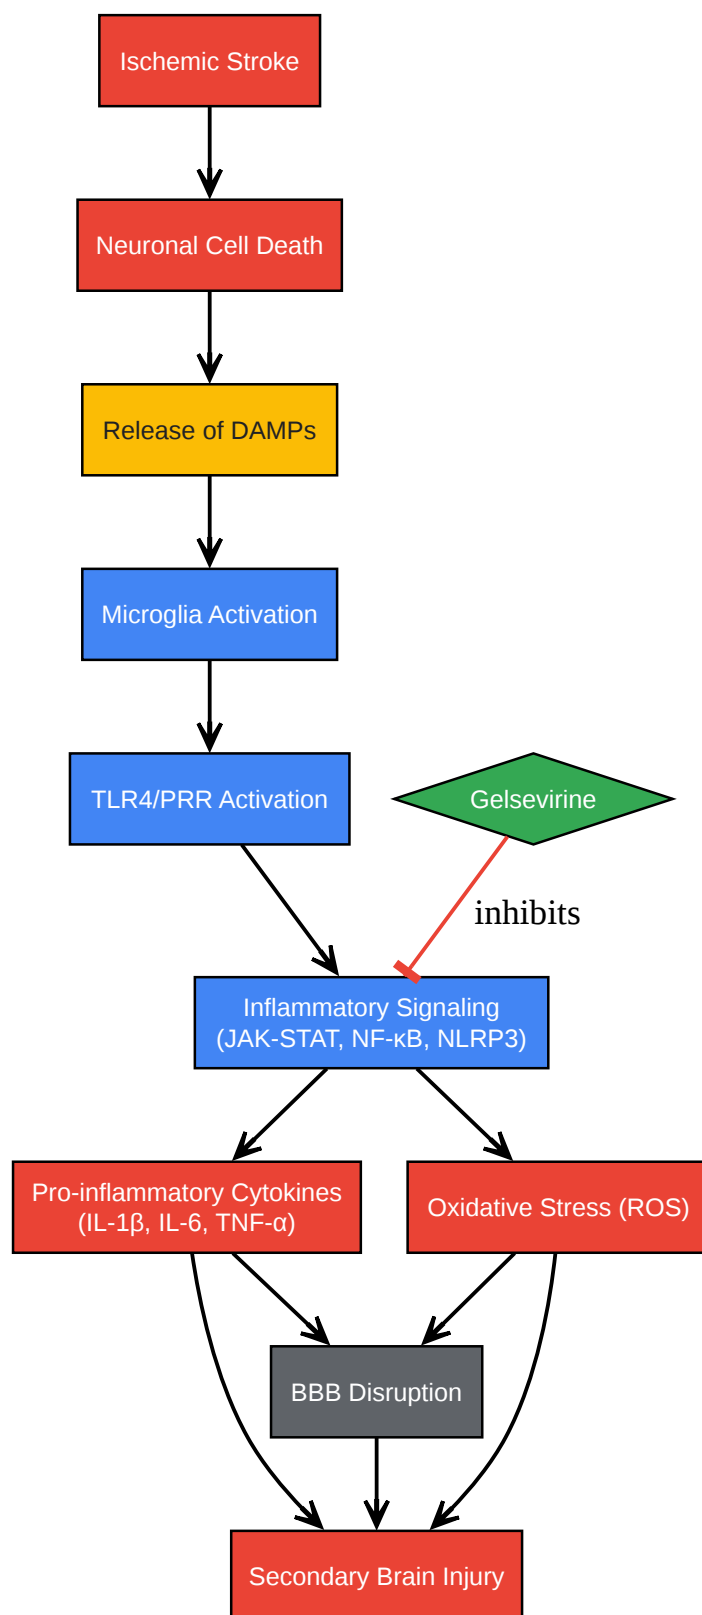 Ischemic Stroke
Neuronal Cell Death
Release of DAMPs
Microglia Activation
TLR4/PRR Activation
Gelsevirine
inhibits
Inflammatory Signaling
(JAK-STAT, NF-κB, NLRP3)
Pro-inflammatory Cytokines
(IL-1β, IL-6, TNF-α)
Oxidative Stress (ROS)
BBB Disruption
Secondary Brain Injury